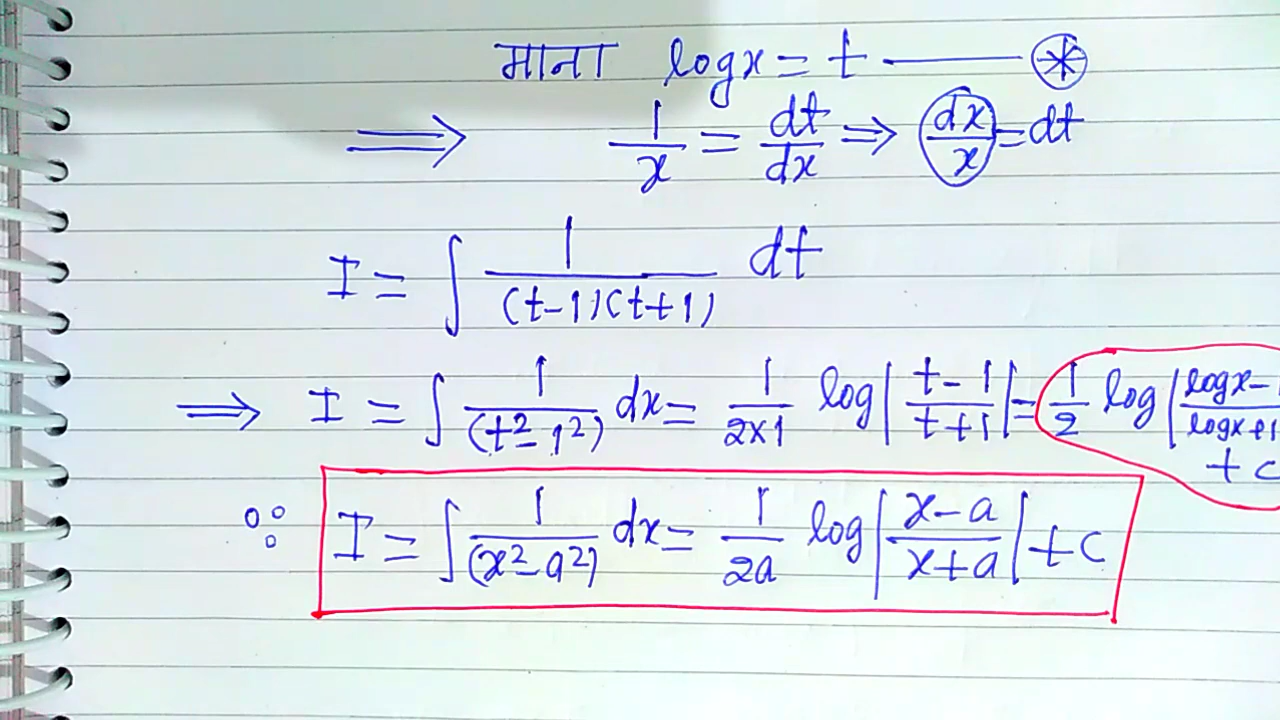 माना log x = t —— ⊛
⟹ 1/x = dt/dx ⟹ dx/x = dt
I = ∫ 1/((t-1)(t+1)) dt
⟹ I = ∫ 1/(t²-1²) dx = 1/(2×1) log|(t-1)/(t+1)| = 1/2 log|(log x-1)/(log x+1
+ c
∵ I = ∫ 1/(x²-a²) dx = 1/(2a) log|(x-a)/(x+a)| + c